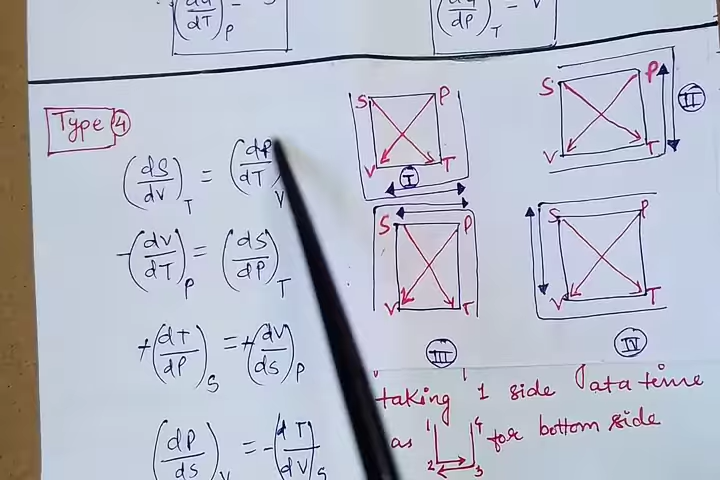 (dT)P
(dP)T
Type ④
(dS/dV)T = (dP/dT)V
-(dV/dT)P = (dS/dP)T
+(dT/dP)S = +(dV/dS)P
(dP/dS)V = -(dT/dV)S
S P
V T
I
S P
V T
II
S P
V T
III
S P
V T
IV
taking 1 side at a time
as 1 2 3 4 for bottom side